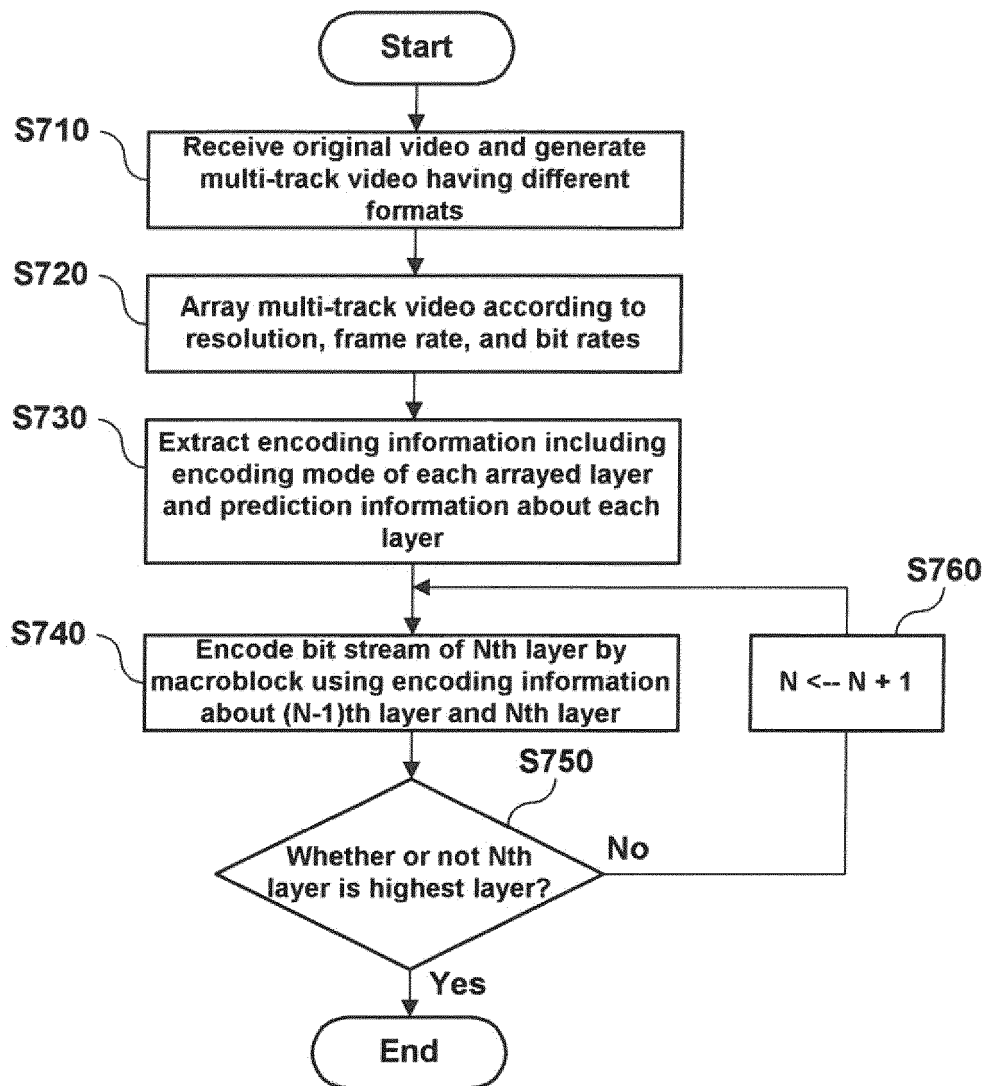 Start
S710
Receive original video and generate
multi-track video having different
formats
S720
Array multi-track video according to
resolution, frame rate, and bit rates
S730
Extract encoding information including
encoding mode of each arrayed layer
and prediction information about each
layer
S760
S740
Encode bit stream of Nth layer by
macroblock using encoding information
about (N-1)th layer and Nth layer
N <-- N + 1
S750
Whether or not Nth
layer is highest layer?
No
Yes
End